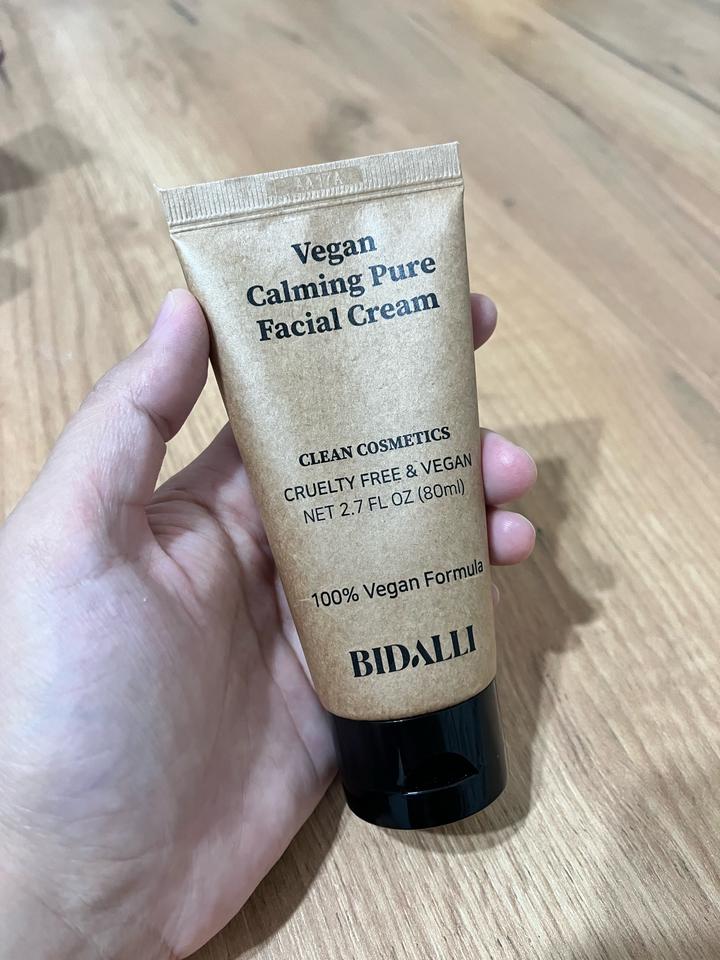 Vegan
Calming Pure
Facial Cream
CLEAN COSMETICS
CRUELTY FREE & VEGAN
NET 2.7 FL OZ (80ml)
100% Vegan Formula
BIDALLI